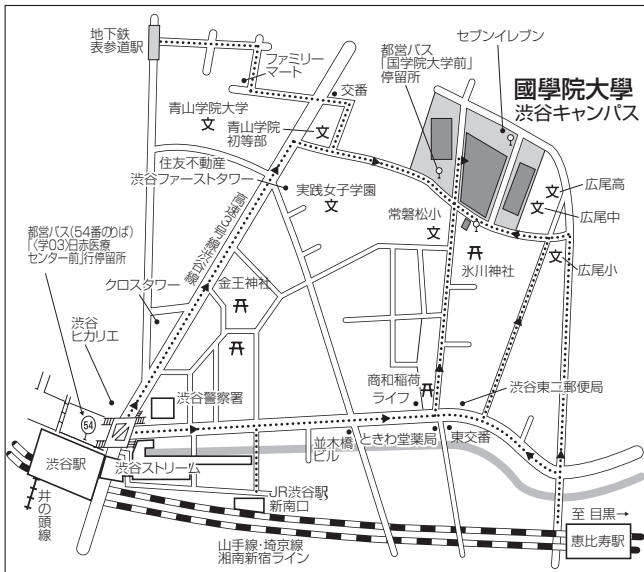 地下鉄
表参道駅
ファミリー
マート
交番
都営バス
「国学院大学前」
停留所
セブンイレブン
國學院大學
渋谷キャンパス
青山学院大学
青山学院
初等部
住友不動産
渋谷ファーストタワー
実践女子学園
広尾高
広尾中
常磐松小
広尾小
氷川神社
高速3号線渋谷線
都営バス(54番のりば)
「〈学03〉日赤医療
センター前」行停留所
クロスタワー
金王神社
渋谷
ヒカリエ
商和稲荷
ライフ
渋谷東二郵便局
渋谷警察署
54
渋谷駅
渋谷ストリーム
並木橋
ビル
ときわ堂薬局
東交番
井の頭線
JR渋谷駅
新南口
山手線・埼京線
湘南新宿ライン
至 目黒→
恵比寿駅